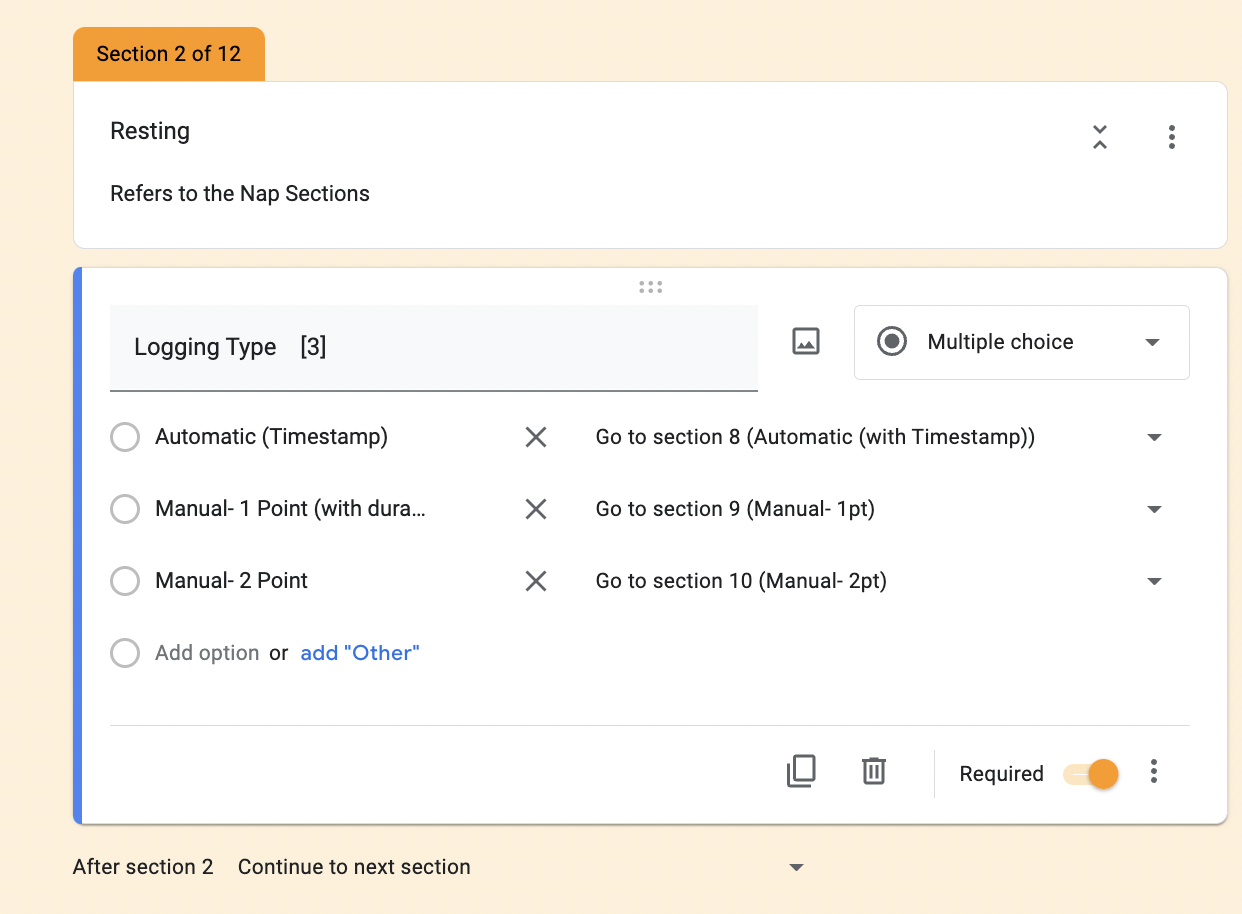 Section 2 of 12
Resting
Refers to the Nap Sections
Logging Type [3]
Multiple choice
Automatic (Timestamp)
Go to section 8 (Automatic (with Timestamp))
Manual- 1 Point (with dura...
Go to section 9 (Manual- 1pt)
Manual- 2 Point
Go to section 10 (Manual- 2pt)
Add option or add "Other"
Required
After section 2 Continue to next section